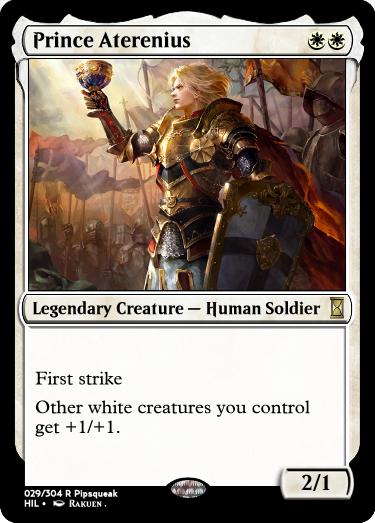 Prince Aterenius
Legendary Creature — Human Soldier
First strike
Other white creatures you control
get +1/+1.
2/1
029/304 R Pipsqueak
HIL • RAKUEN .